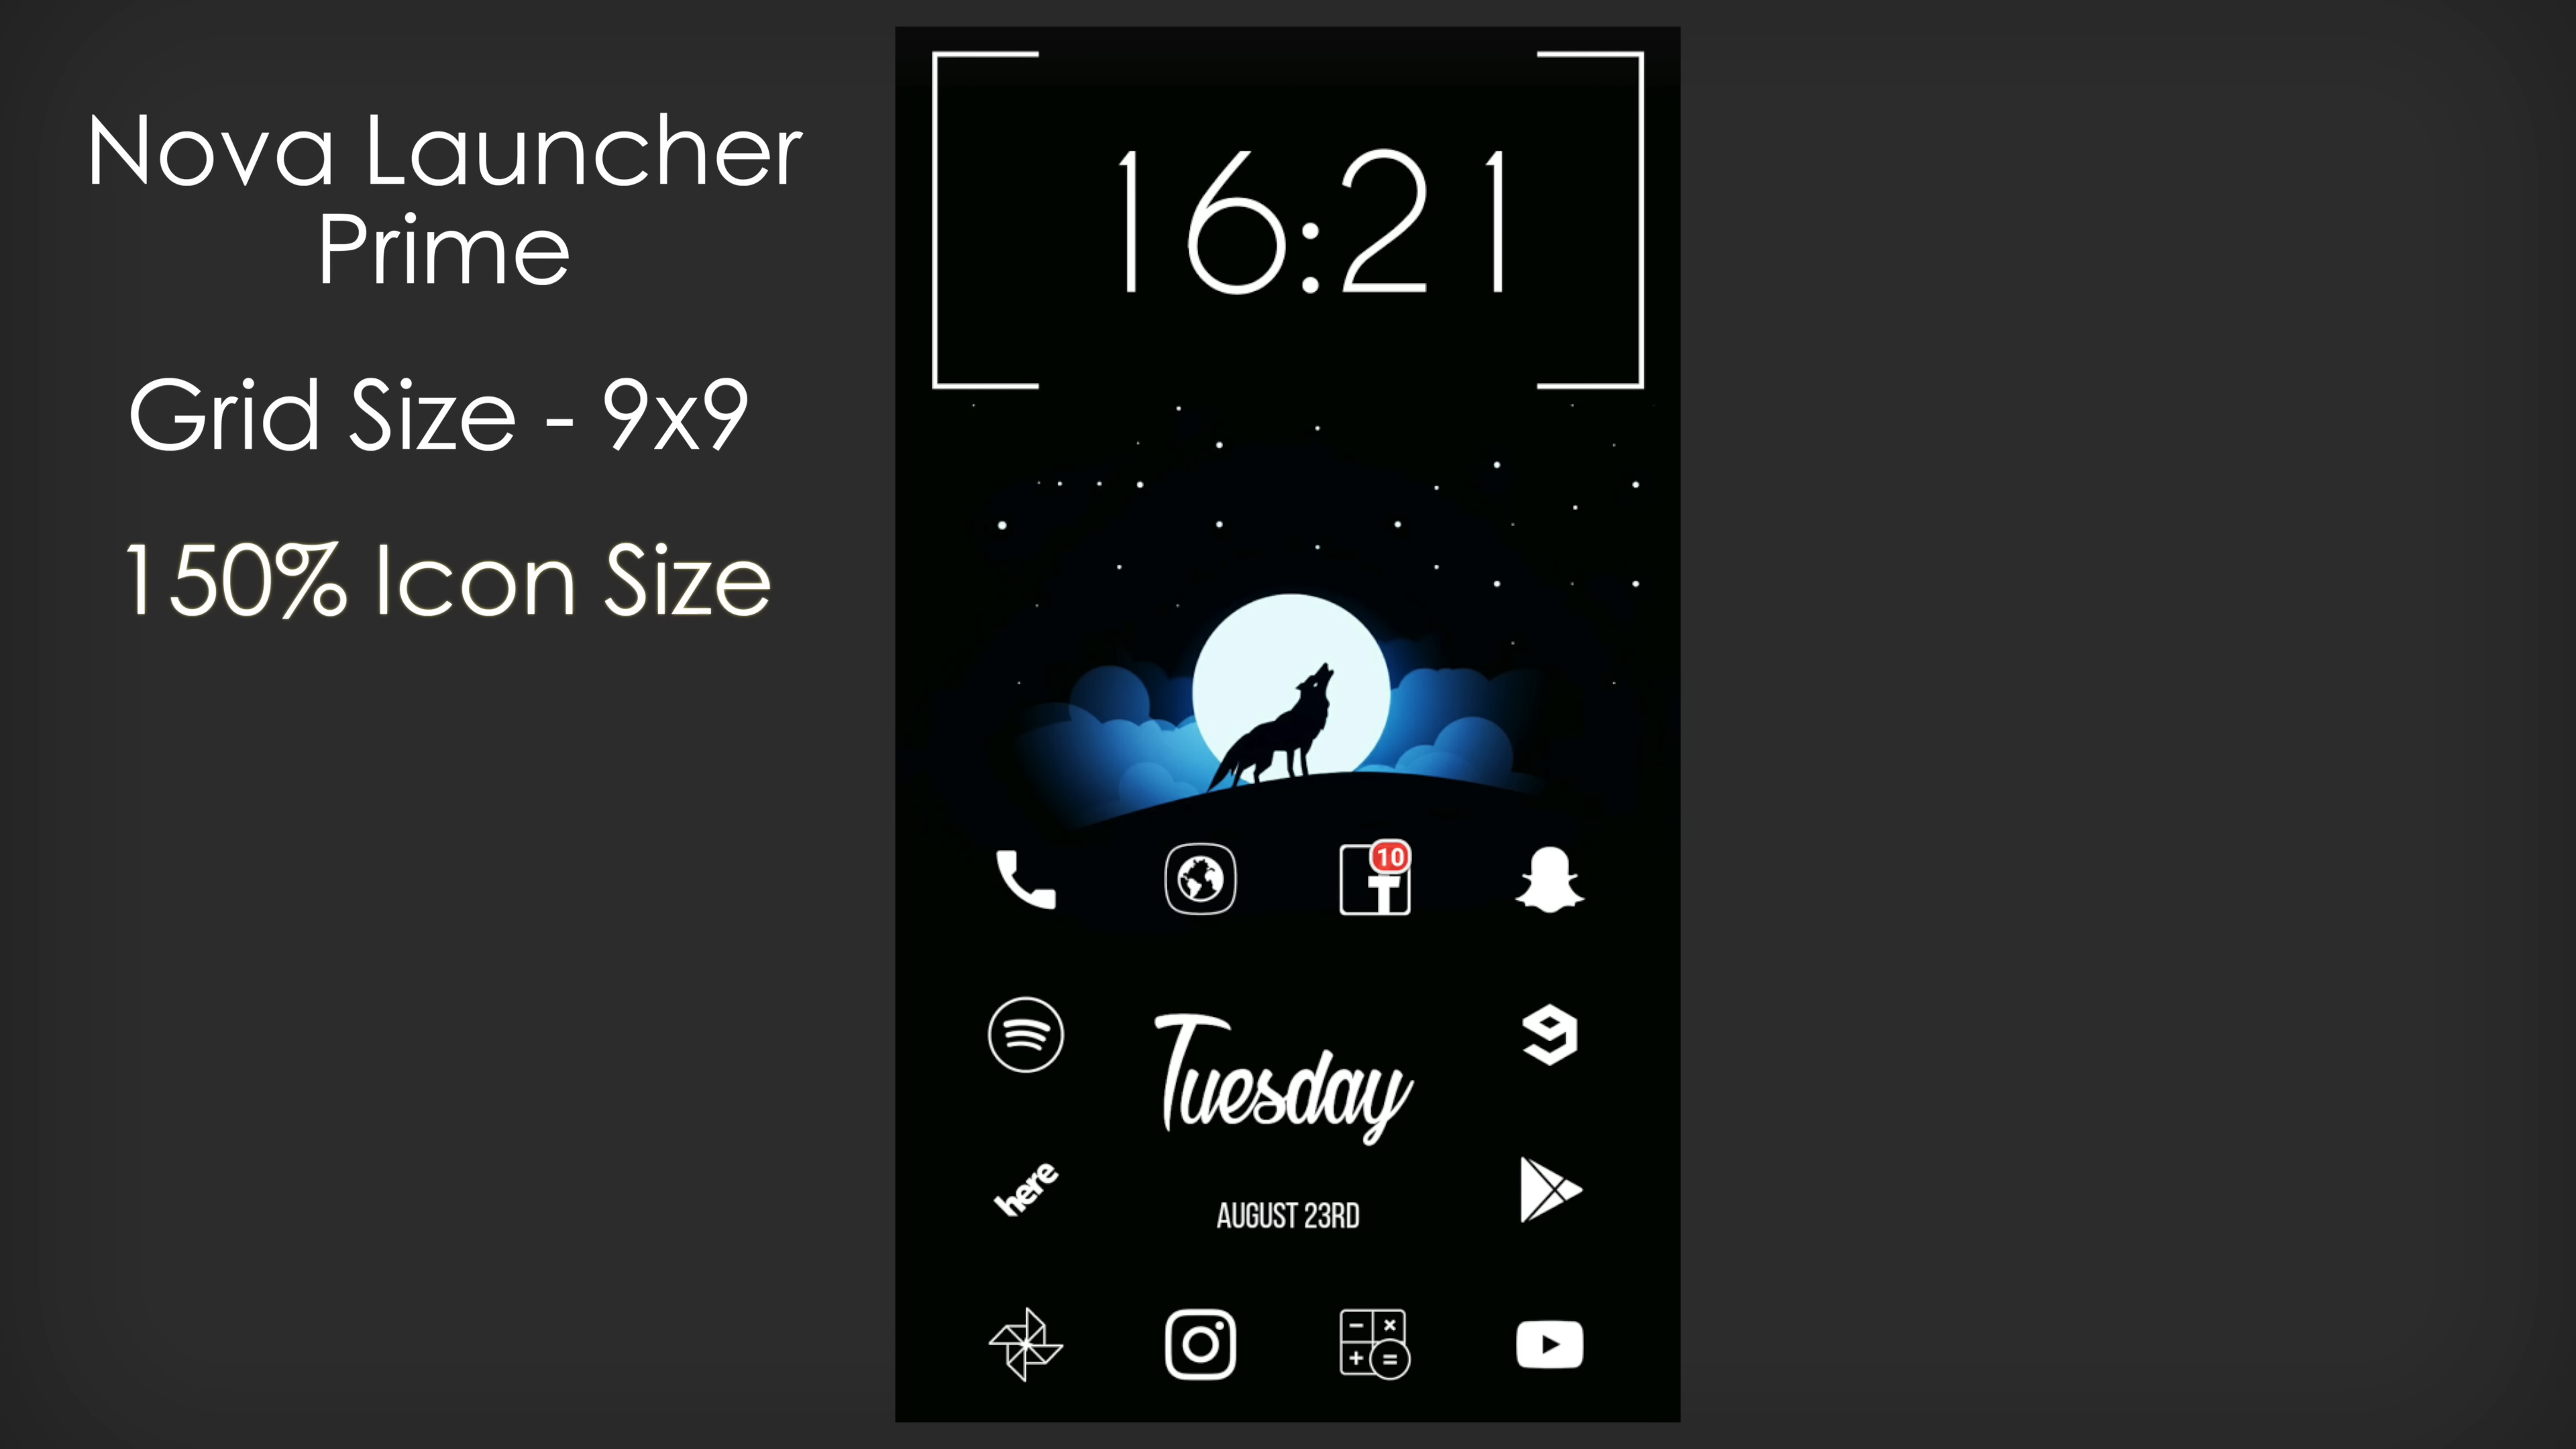 Nova Launcher
Prime
Grid Size - 9x9
150% Icon Size
16:21
10
Tuesday
here
AUGUST 23RD